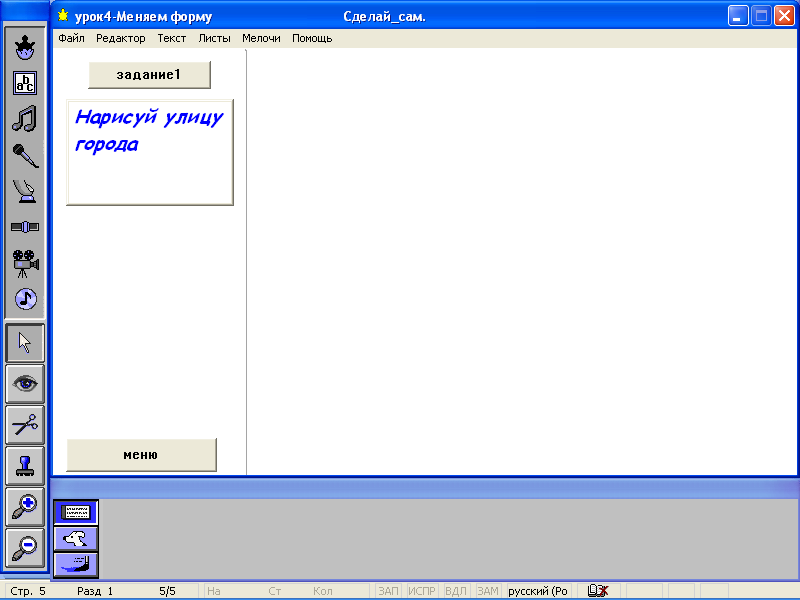 урок4-Меняем форму
Сделай_сам.
Файл Редактор Текст Листы Мелочи Помощь
abc
задание1
Нарисуй улицу
города
меню
Стр. 5 Разд 1 5/5 На Ст Кол ЗАП ИСПР ВДЛ ЗАМ русский (Ро